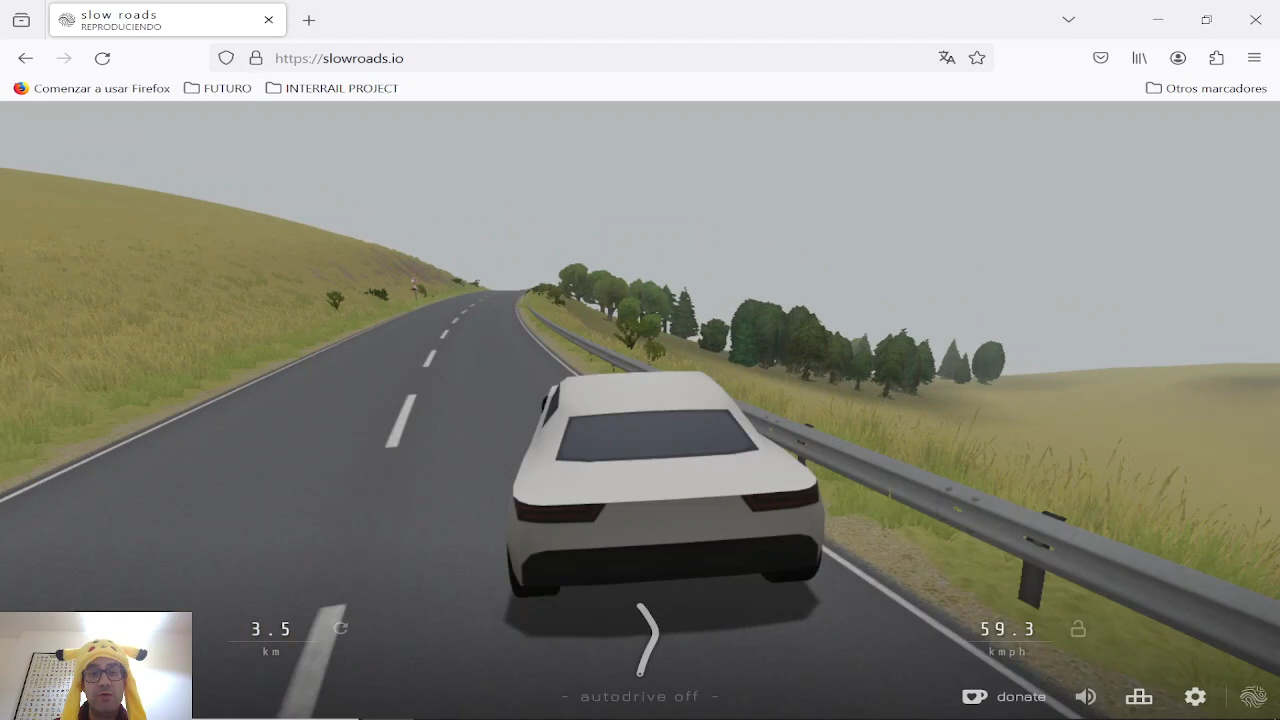 slow roads
REPRODUCIENDO
https://slowroads.io
Comenzar a usar Firefox
FUTURO
INTERRAIL PROJECT
Otros marcadores
3.5
km
59.3
kmph
- autodrive off -
donate